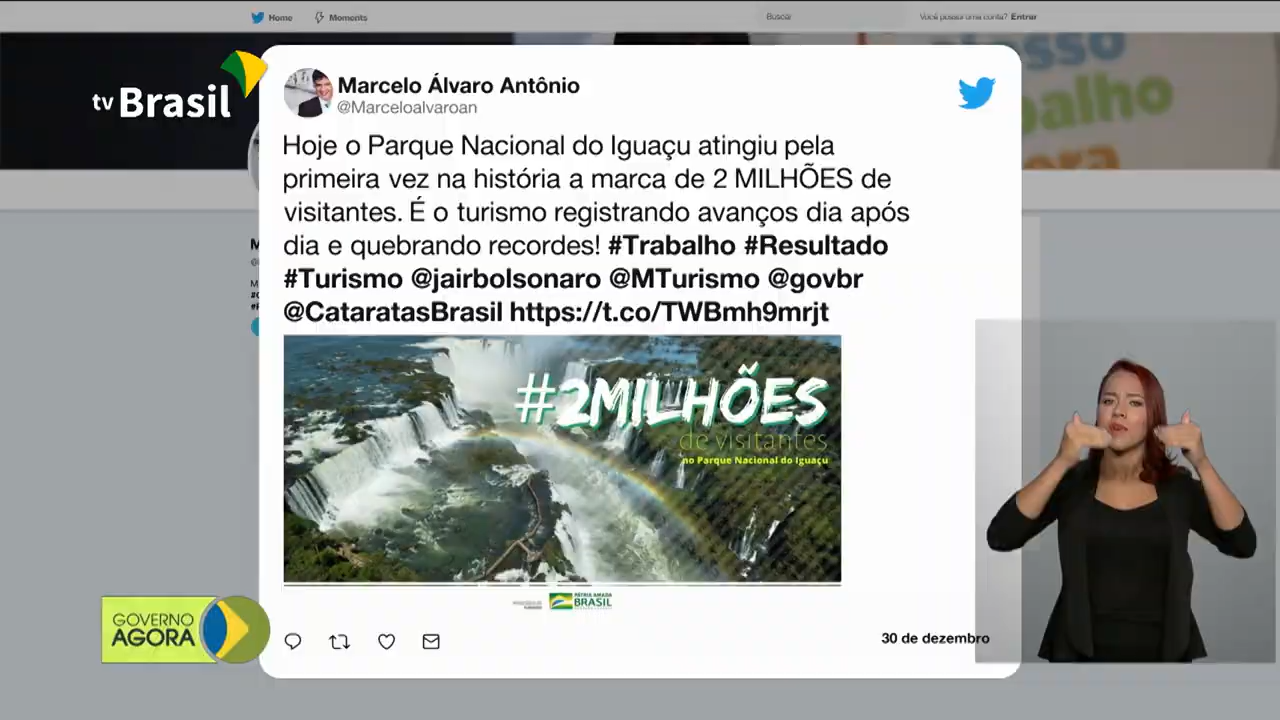 Home Moments Buscar Você possui uma conta? Entrar
tv Brasil
Marcelo Álvaro Antônio
@Marceloalvaroan
Hoje o Parque Nacional do Iguaçu atingiu pela
primeira vez na história a marca de 2 MILHÕES de
visitantes. É o turismo registrando avanços dia após
dia e quebrando recordes! #Trabalho #Resultado
#Turismo @jairbolsonaro @MTurismo @govbr
@CataratasBrasil https://t.co/TWBmh9mrjt
#2MILHÕES
de visitantes
no Parque Nacional do Iguaçu
PÁTRIA AMADA
BRASIL
30 de dezembro
GOVERNO
AGORA